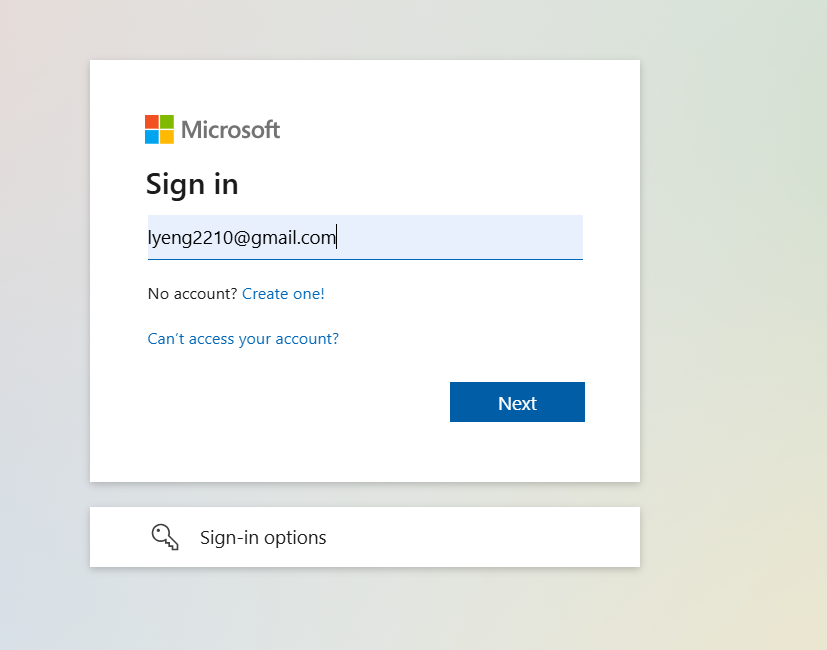 Microsoft
Sign in
lyeng2210@gmail.com
No account? Create one!
Can't access your account?
Next
Sign-in options